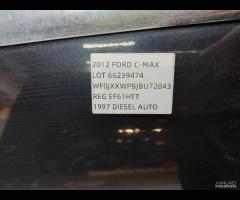 2012 FORD C-MAX
LOT 66239474
WF0JXXWPBJBU72843
REG EF61HTT
1997 DIESEL AUTO